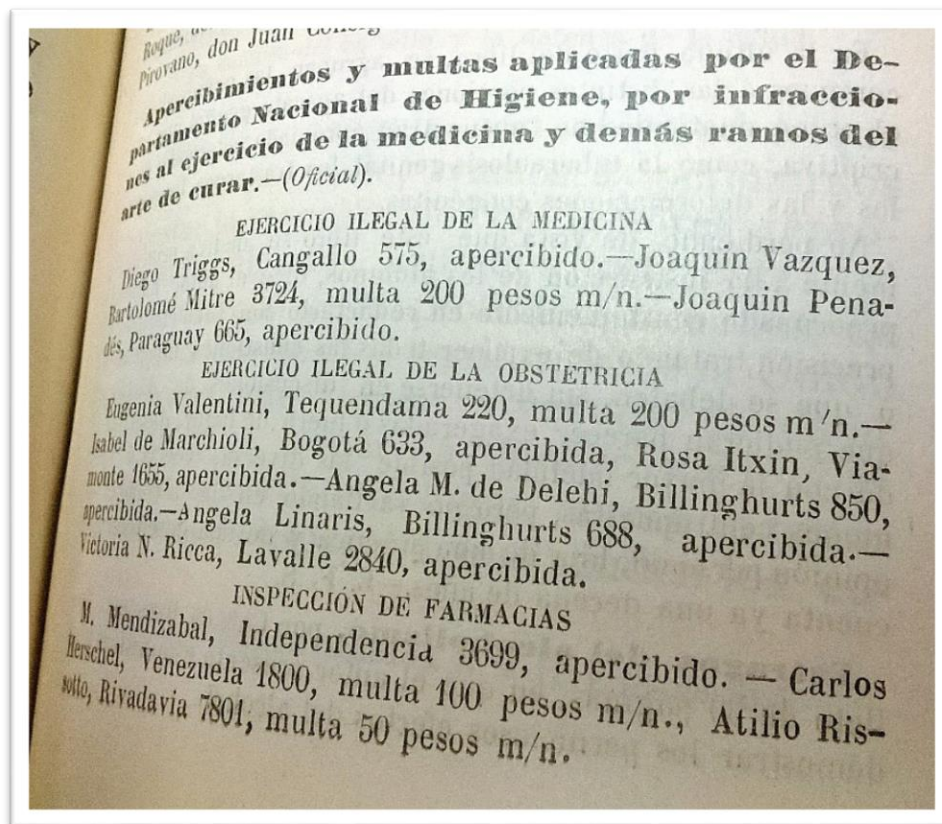 Roque,
Pirovano, don Juan
Apercibimientos y multas aplicadas por el De-
partamento Nacional de Higiene, por infraccio-
nes al ejercicio de la medicina y demás ramos del
arte de curar.—(Oficial).
EJERCICIO ILEGAL DE LA MEDICINA
Diego Triggs, Cangallo 575, apercibido.—Joaquin Vazquez,
Bartolomé Mitre 3724, multa 200 pesos m/n.—Joaquin Pena-
dés, Paraguay 665, apercibido.
EJERCICIO ILEGAL DE LA OBSTETRICIA
Eugenia Valentini, Tequendama 220, multa 200 pesos m/n.—
Isabel de Marchioli, Bogotá 633, apercibida, Rosa Itxin, Via-
monte 1655, apercibida.—Angela M. de Delehi, Billinghurts 850,
apercibida.—Angela Linaris, Billinghurts 688, apercibida.—
Victoria N. Ricca, Lavalle 2840, apercibida.
INSPECCIÓN DE FARMACIAS
M. Mendizabal, Independencia 3699, apercibido. — Carlos
Herschel, Venezuela 1800, multa 100 pesos m/n., Atilio Ris-
sotto, Rivadavia 7801, multa 50 pesos m/n.